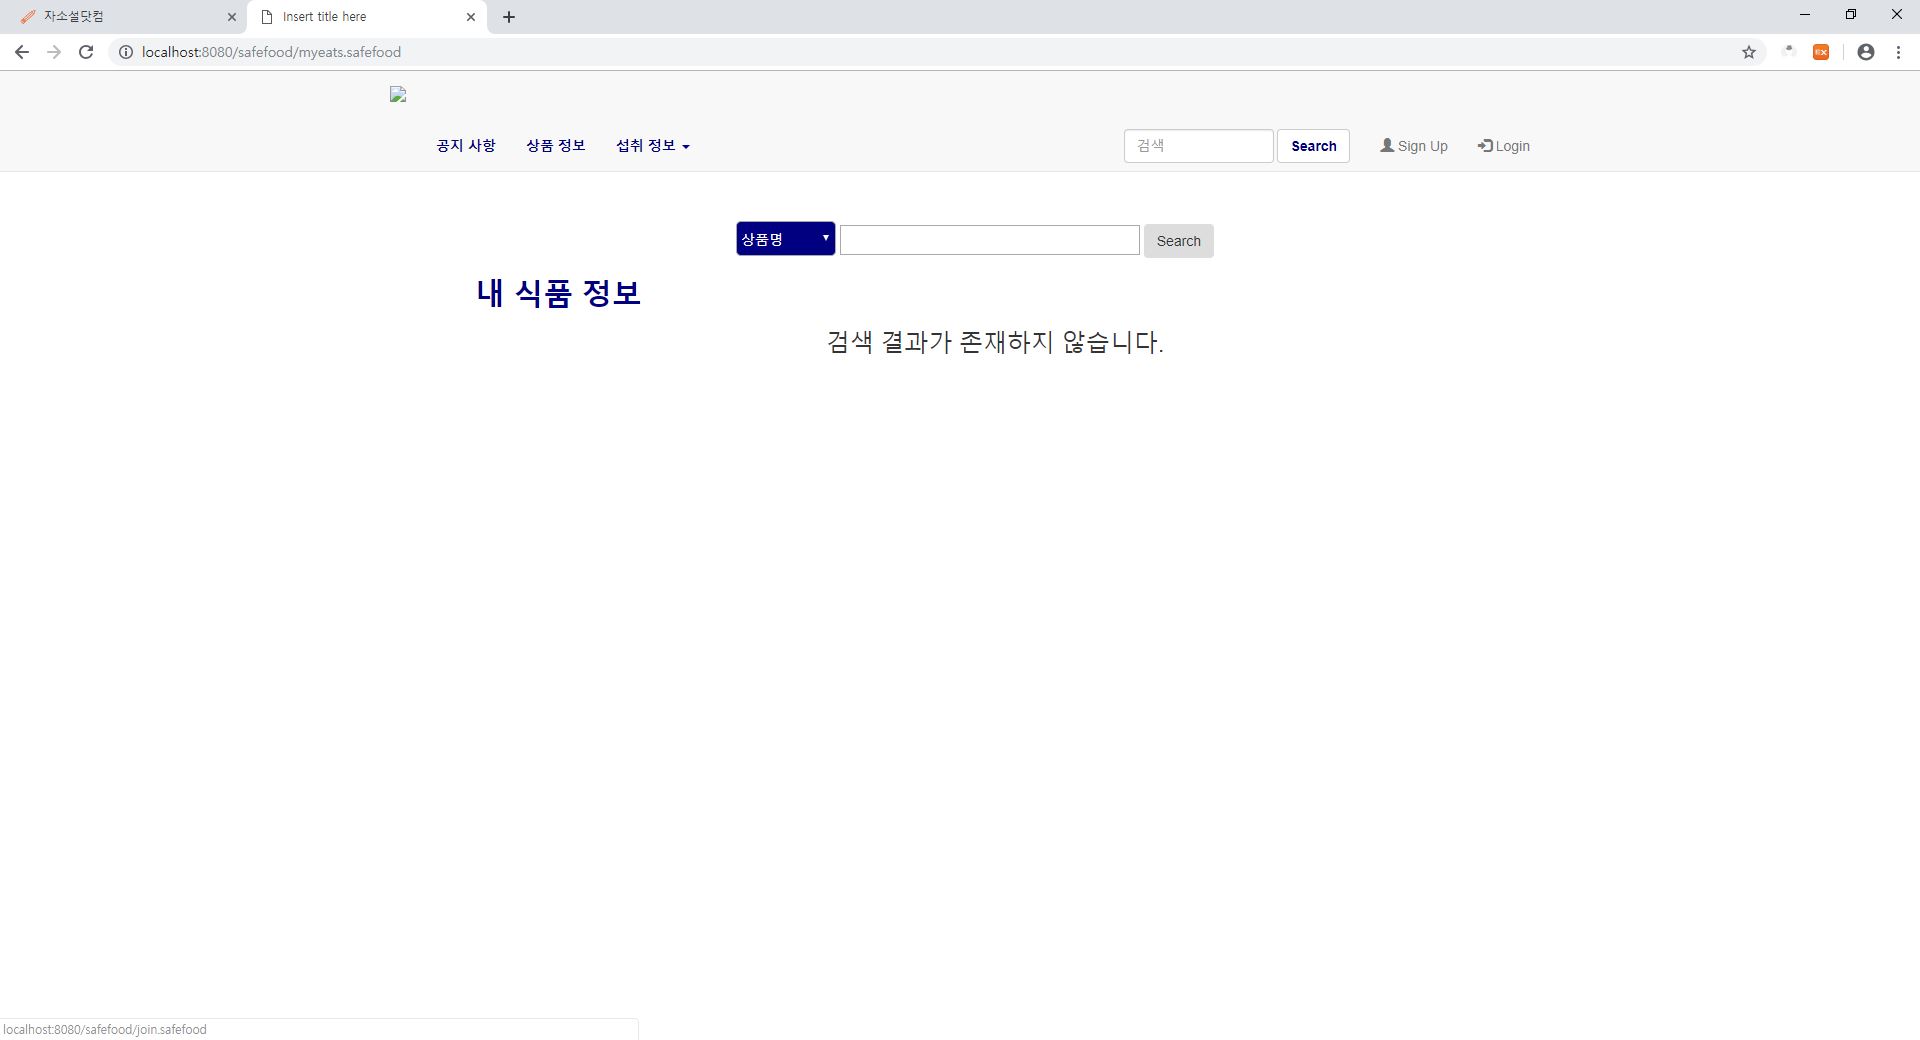 자소설닷컴
Insert title here
localhost:8080/safefood/myeats.safefood
공지 사항 상품 정보 섭취 정보 검색 Search Sign Up Login
상품명 Search
내 식품 정보
검색 결과가 존재하지 않습니다.
localhost:8080/safefood/join.safefood